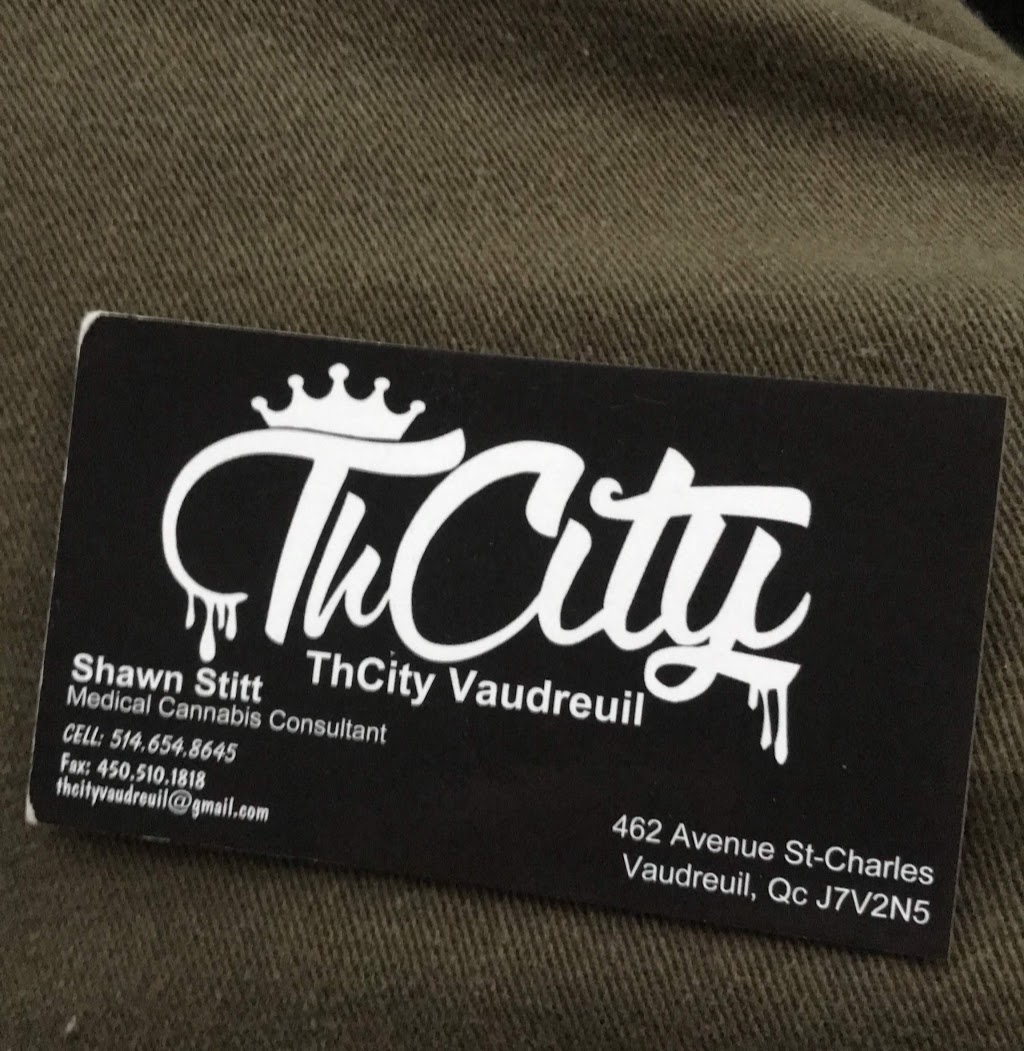 ThCity
ThCity Vaudreuil
Shawn Stitt
Medical Cannabis Consultant
CELL: 514.654.8645
Fax: 450.510.1818
thcityvaudreuil@gmail.com
462 Avenue St-Charles
Vaudreuil, Qc J7V2N5